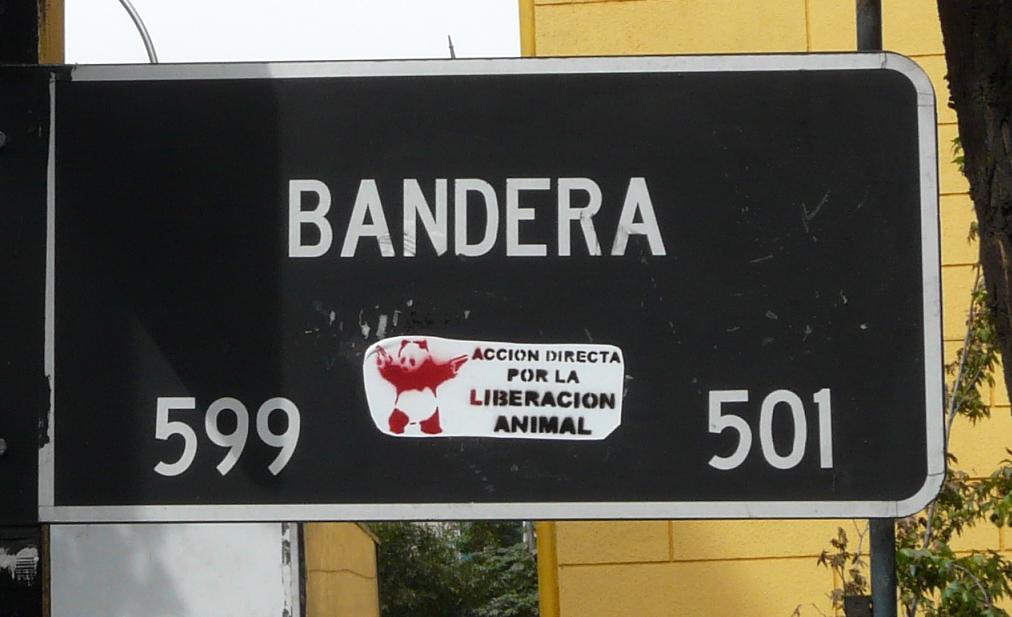 BANDERA
ACCION DIRECTA
POR LA
LIBERACION
ANIMAL
599 501